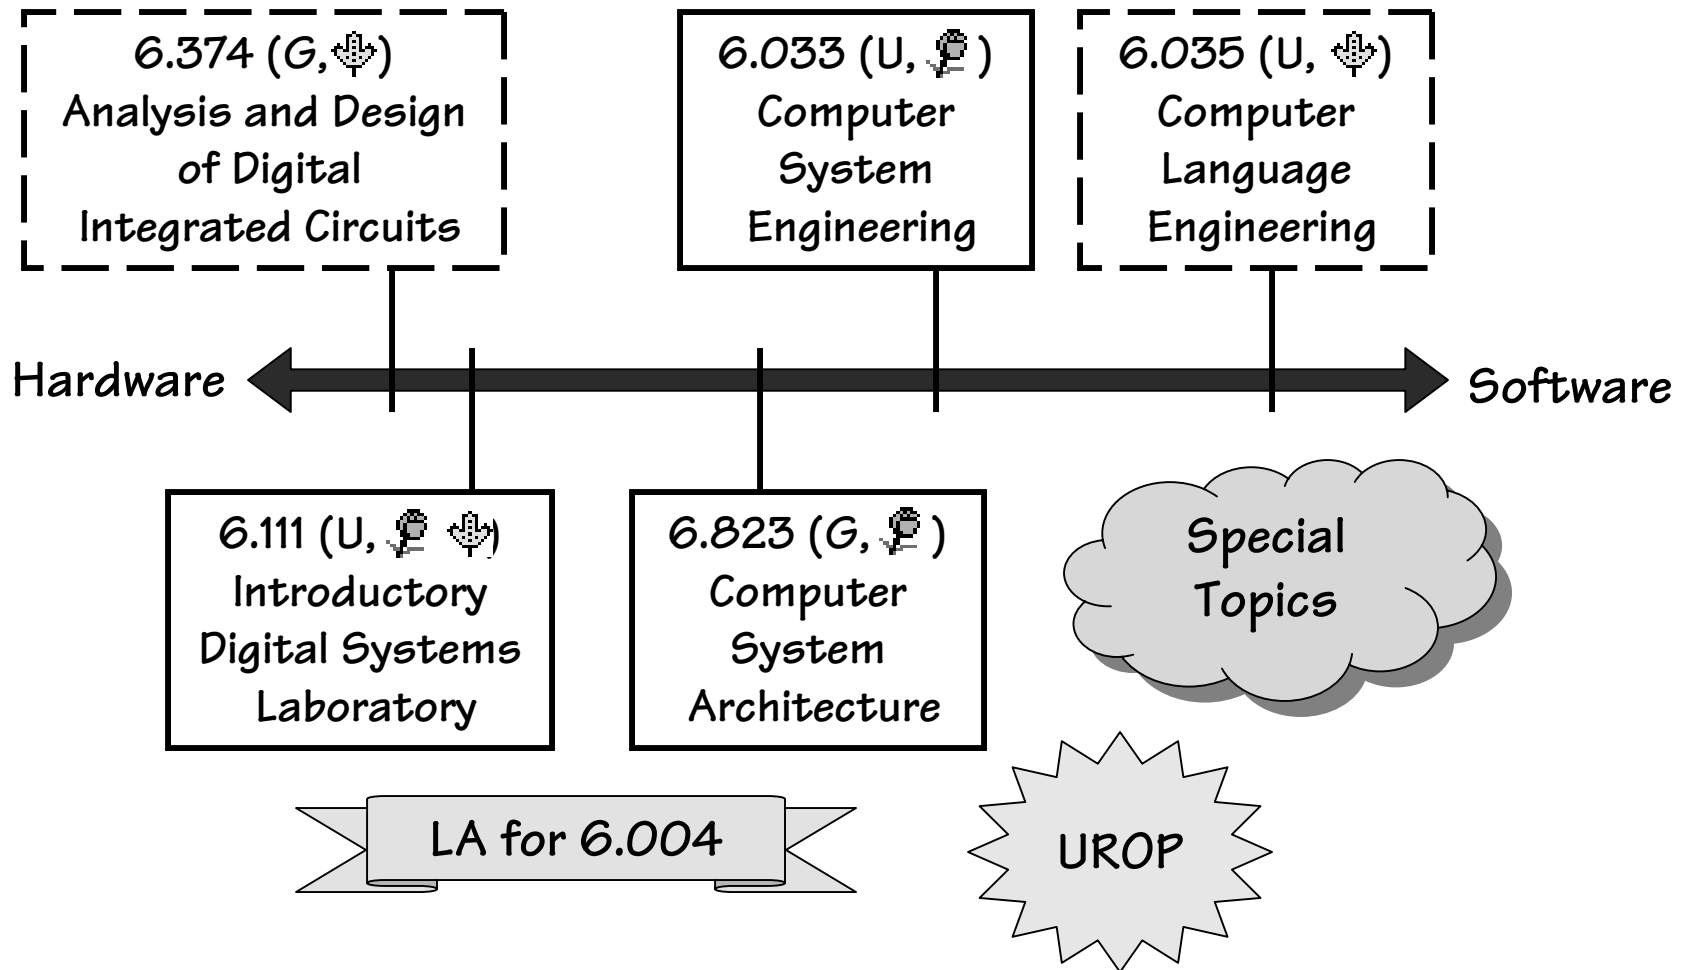 6.374 (G, )
Analysis and Design
of Digital
Integrated Circuits
6.033 (U, )
Computer
System
Engineering
6.035 (U, )
Computer
Language
Engineering
Hardware
Software
6.111 (U, )
Introductory
Digital Systems
Laboratory
6.823 (G, )
Computer
System
Architecture
Special
Topics
LA for 6.004
UROP